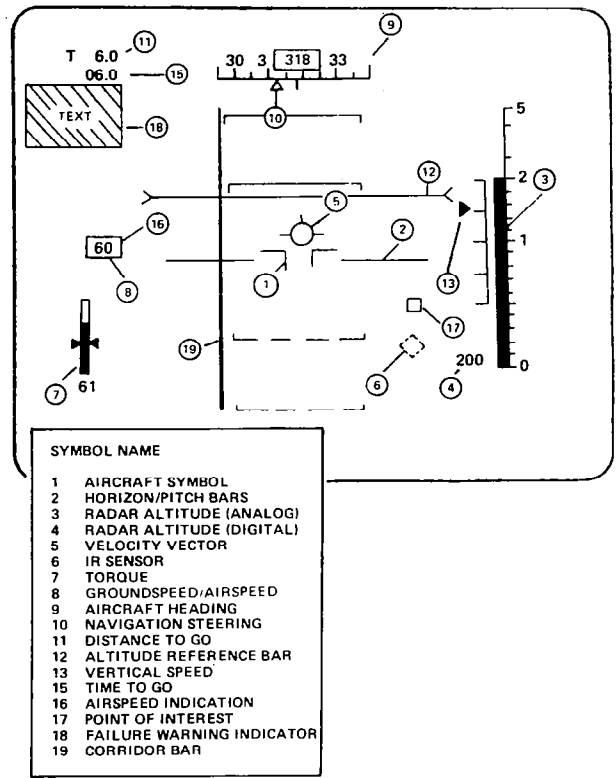 11
9
T 6.0
30 3 318 33
06.0
15
5
TEXT
10
18
12
2
3
16
5
60
2
1
8
1
13
17
19
6
200
7
61
4
0
SYMBOL NAME
1 AIRCRAFT SYMBOL
2 HORIZON/PITCH BARS
3 RADAR ALTITUDE (ANALOG)
4 RADAR ALTITUDE (DIGITAL)
5 VELOCITY VECTOR
6 IR SENSOR
7 TORQUE
8 GROUNDSPEED/AIRSPEED
9 AIRCRAFT HEADING
10 NAVIGATION STEERING
11 DISTANCE TO GO
12 ALTITUDE REFERENCE BAR
13 VERTICAL SPEED
15 TIME TO GO
16 AIRSPEED INDICATION
17 POINT OF INTEREST
18 FAILURE WARNING INDICATOR
19 CORRIDOR BAR